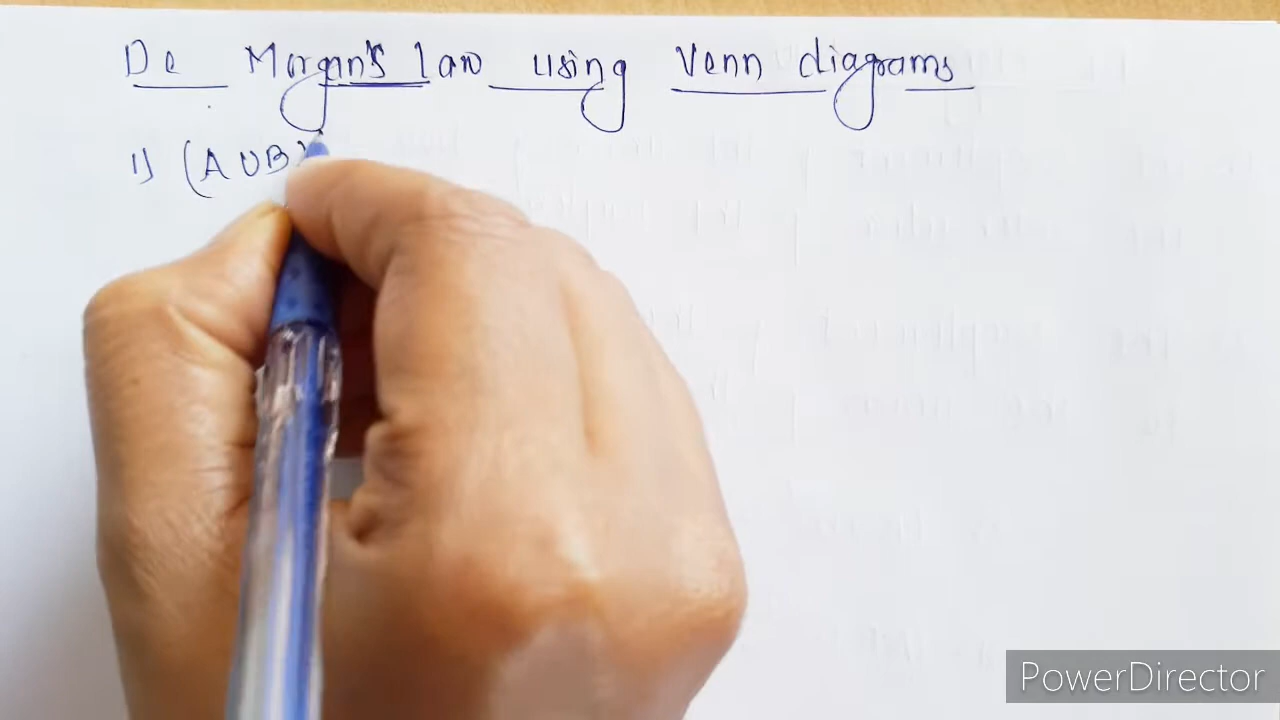 De Morgan's law using Venn diagrams
1) (A ∪ B)
PowerDirector